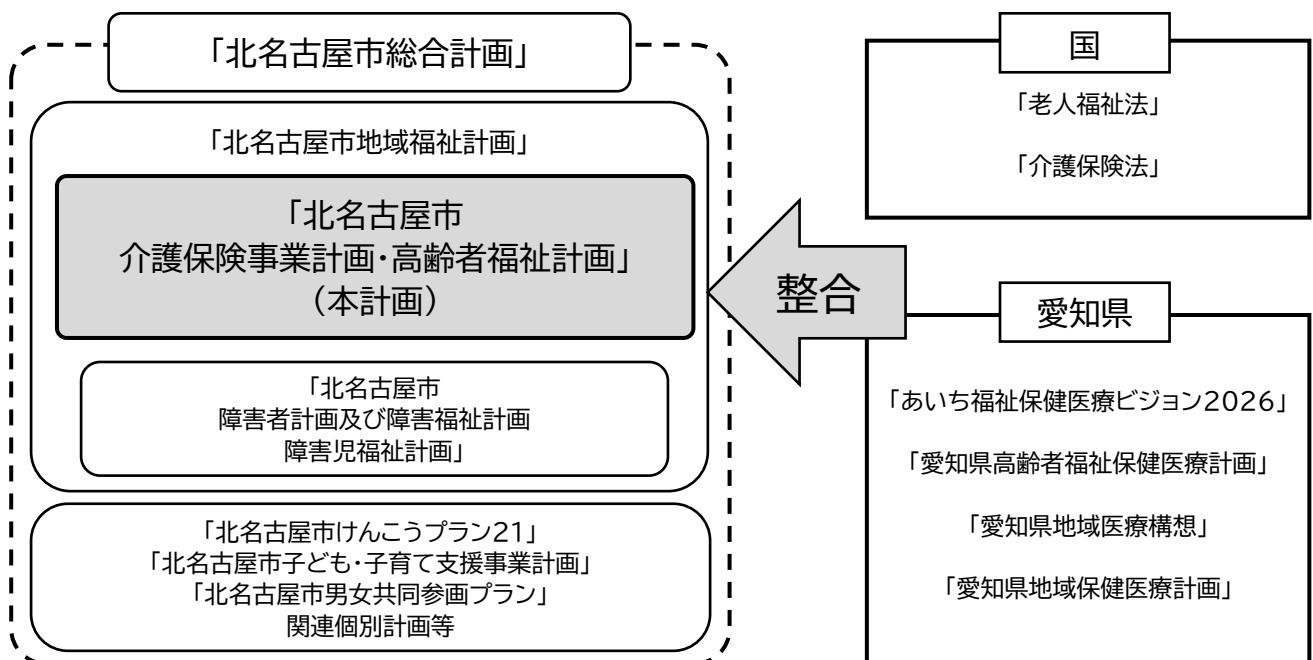 「北名古屋市総合計画」
「北名古屋市地域福祉計画」
「北名古屋市
介護保険事業計画・高齢者福祉計画」
（本計画）
「北名古屋市
障害者計画及び障害福祉計画
障害児福祉計画」
「北名古屋市けんこうプラン21」
「北名古屋市子ども・子育て支援事業計画」
「北名古屋市男女共同参画プラン」
関連個別計画等
整合
国
「老人福祉法」
「介護保険法」
愛知県
「あいち福祉保健医療ビジョン2026」
「愛知県高齢者福祉保健医療計画」
「愛知県地域医療構想」
「愛知県地域保健医療計画」